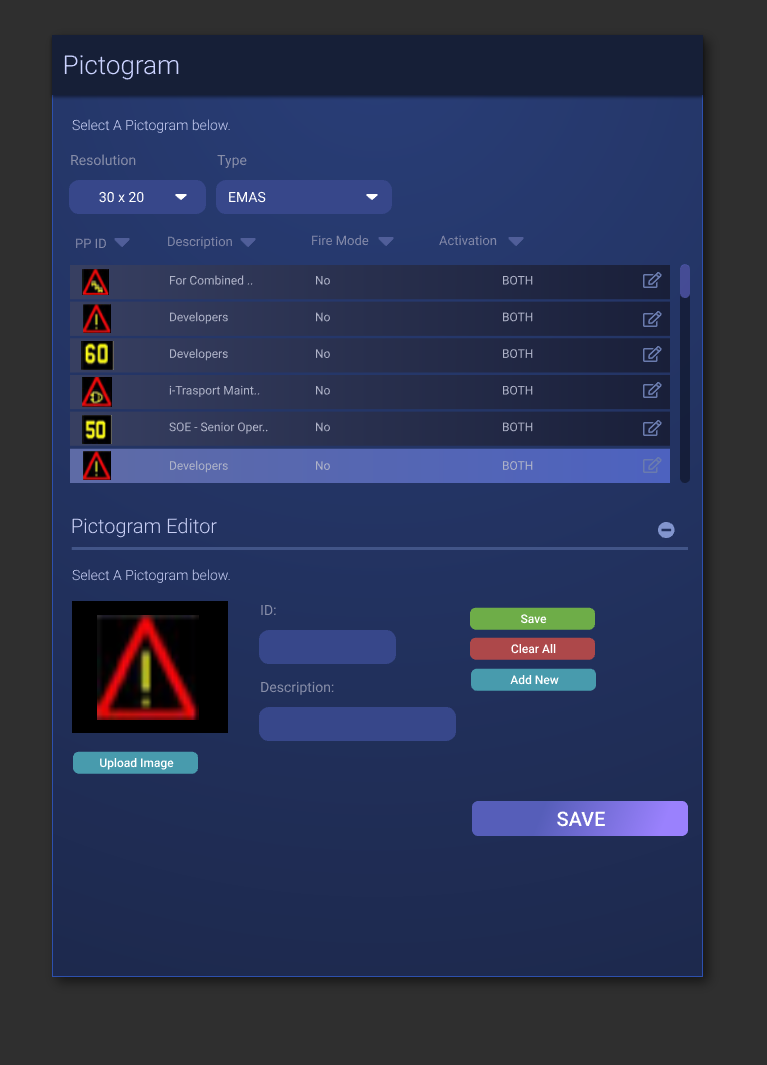 Pictogram
Select A Pictogram below.
Resolution Type
30 x 20 EMAS
PP ID Description Fire Mode Activation
For Combined .. No BOTH
Developers No BOTH
60 Developers No BOTH
i-Trasport Maint.. No BOTH
50 SOE - Senior Oper.. No BOTH
Developers No BOTH
Pictogram Editor
Select A Pictogram below.
ID:
Save
Clear All
Add New
Description:
Upload Image
SAVE